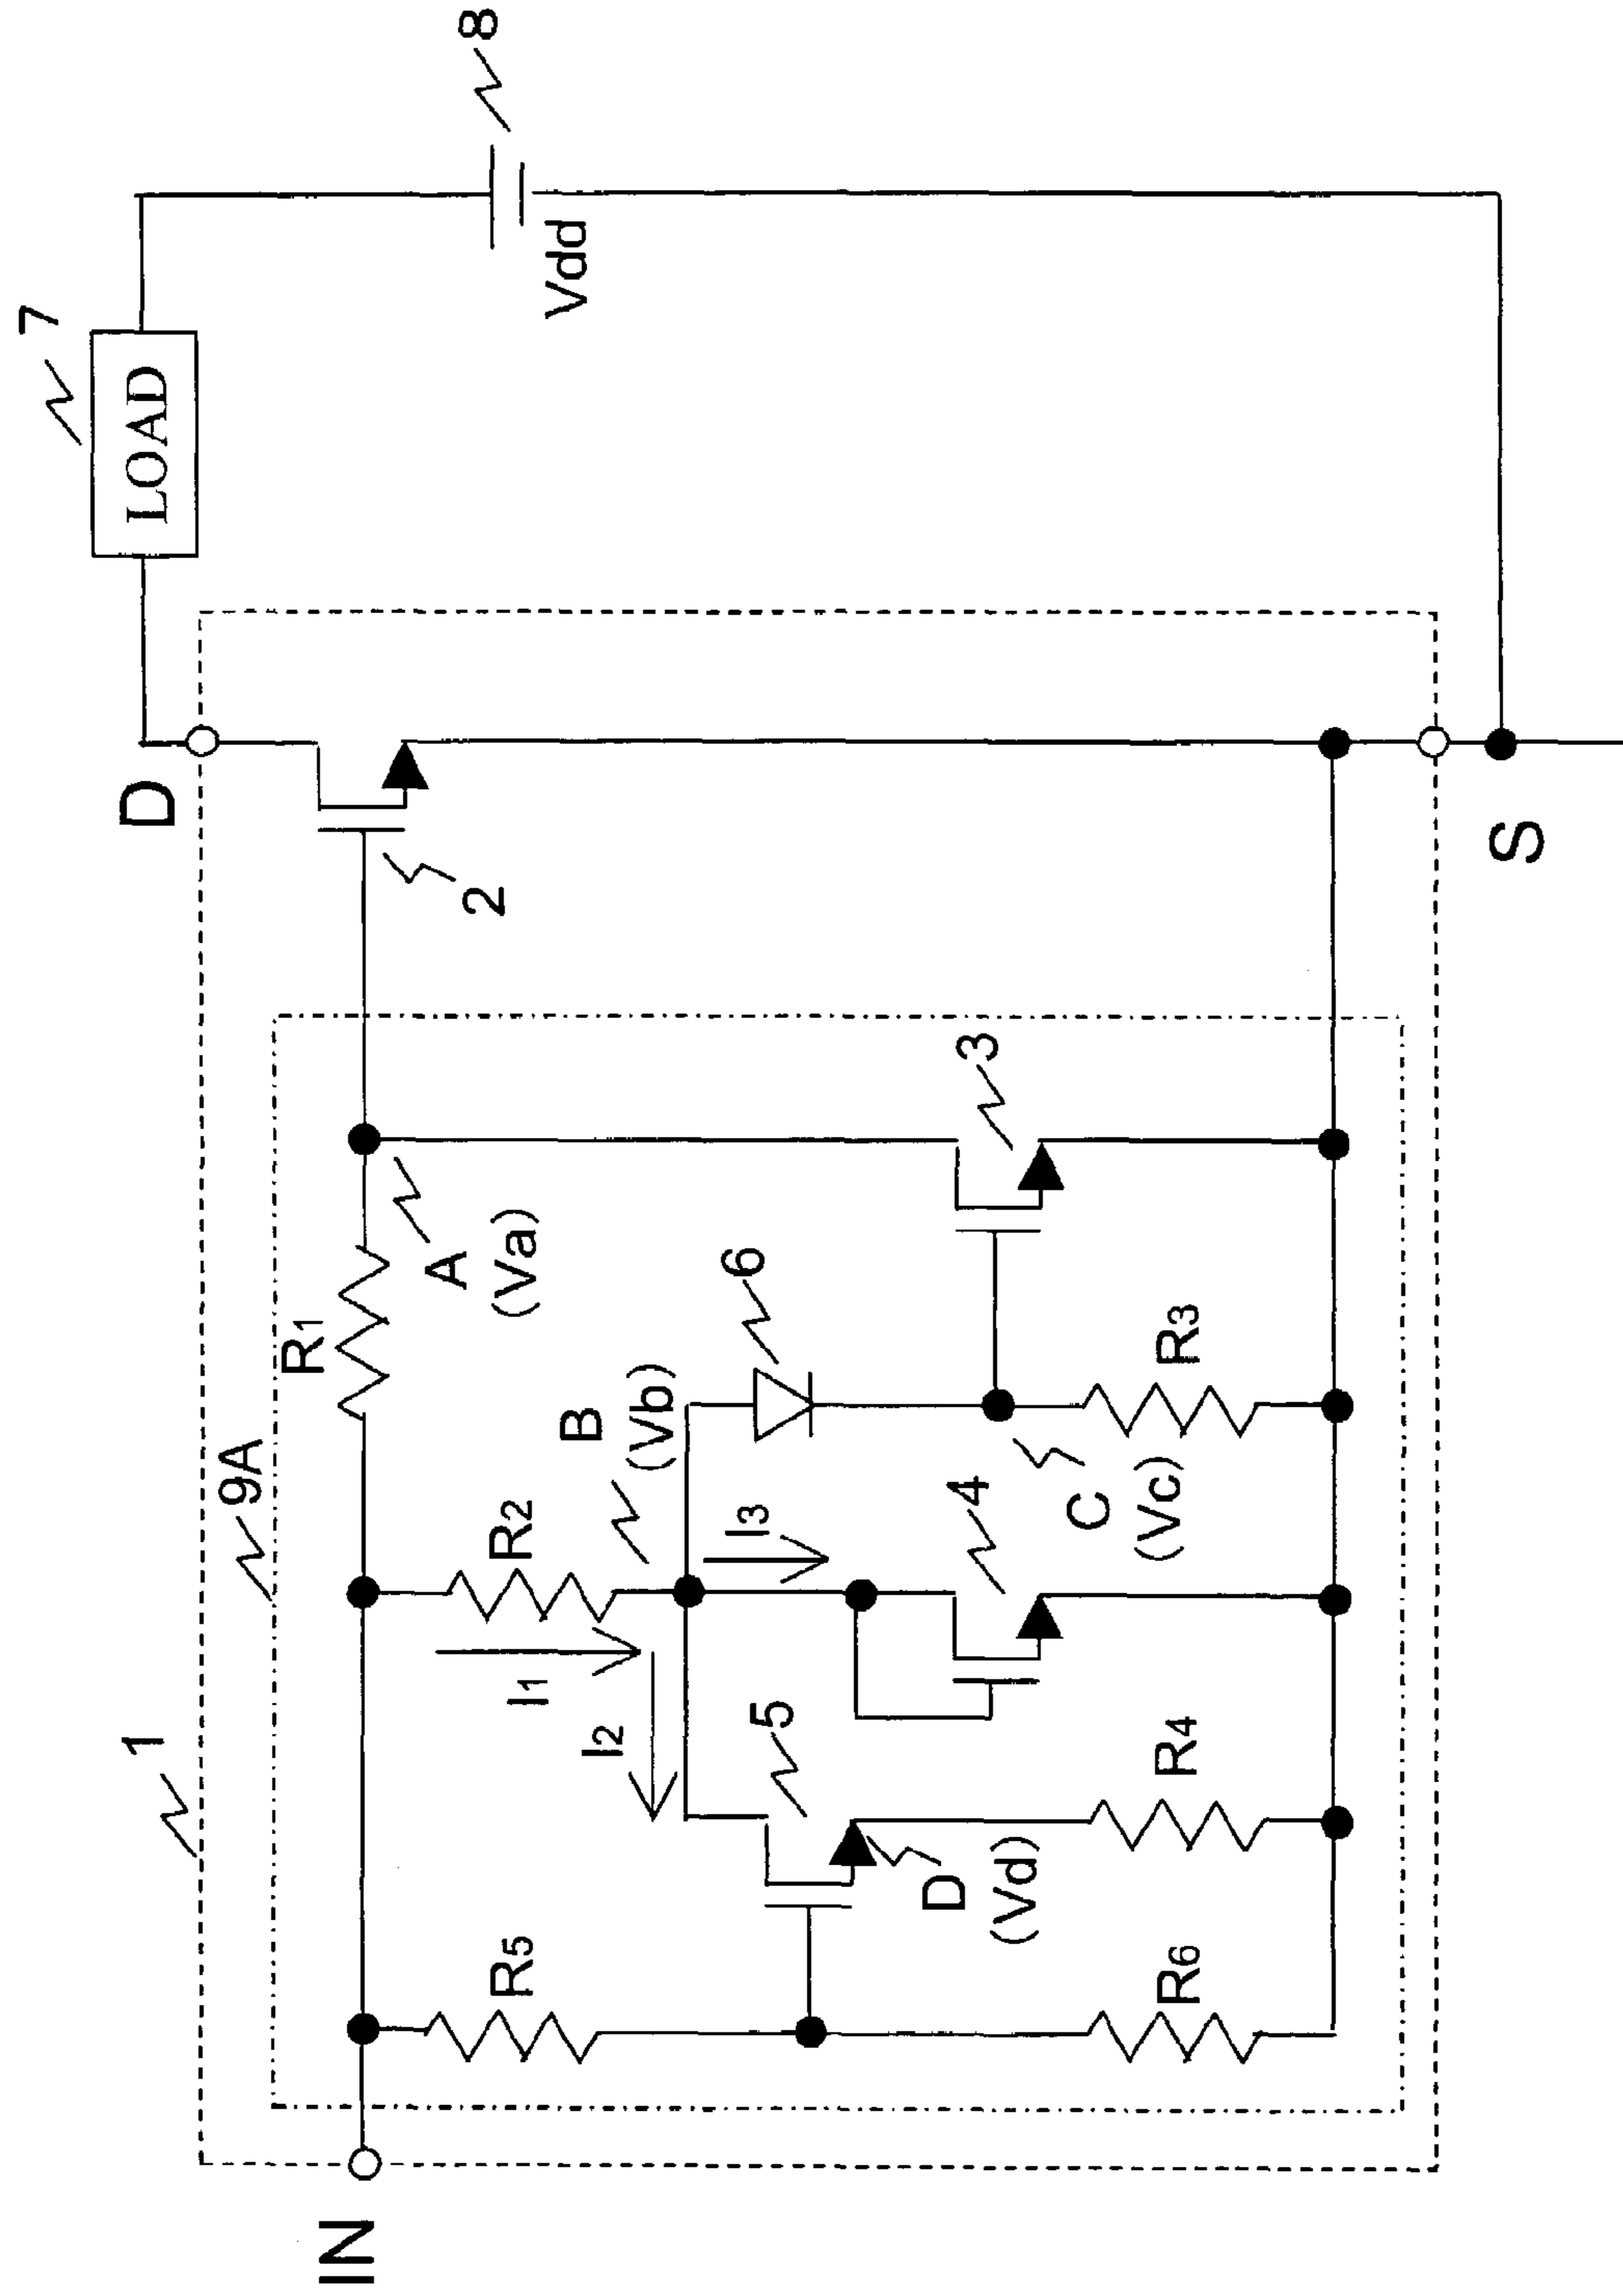 7
8
LOAD
Vdd
D
2
S
1
9A
R1
A
(Va)
R2
B
(Vb)
6
3
I1
I2
I3
R5
5
4
C
(Vc)
R3
D
(Vd)
R4
R6
IN